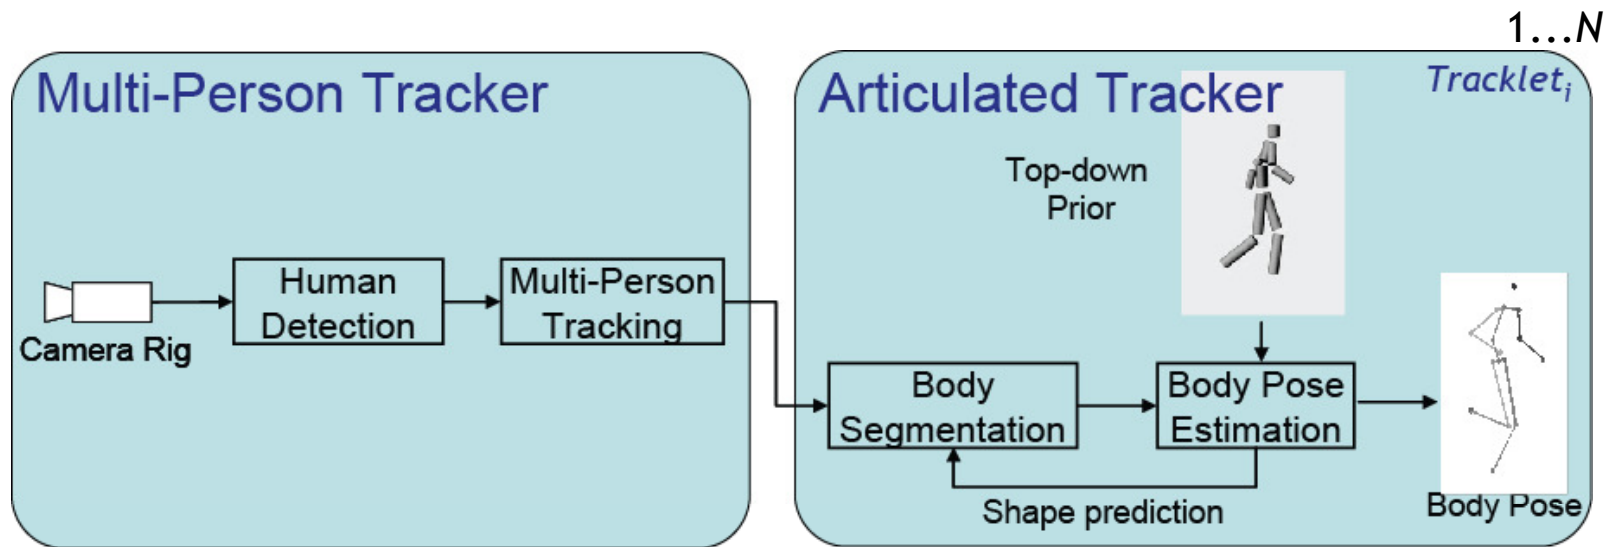 1...N
Multi-Person Tracker
Articulated Tracker
Tracklet_i
Top-down
Prior
Human
Detection
Multi-Person
Tracking
Camera Rig
Body
Segmentation
Body Pose
Estimation
Shape prediction
Body Pose